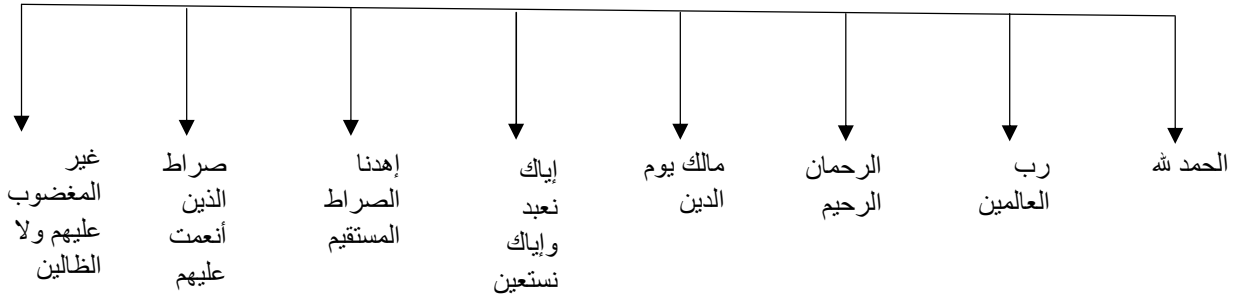 الحمد لله
رب
العالمين
الرحمان
الرحيم
مالك يوم
الدين
إياك
نعبد
وإياك
نستعين
إهدنا
الصراط
المستقيم
صراط
الذين
أنعمت
عليهم
غير
المغضوب
عليهم ولا
الظالين